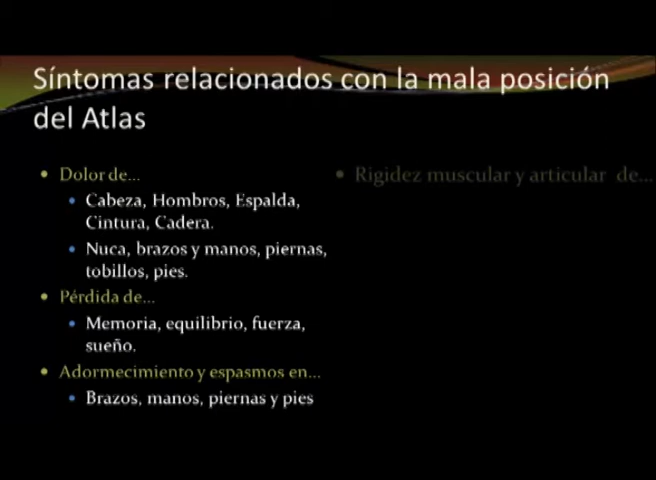 Síntomas relacionados con la mala posición
del Atlas
• Dolor de...
• Cabeza, Hombros, Espalda,
Cintura, Cadera.
• Nuca, brazos y manos, piernas,
tobillos, pies.
• Pérdida de...
• Memoria, equilibrio, fuerza,
sueño.
• Adormecimiento y espasmos en...
• Brazos, manos, piernas y pies
• Rigidez muscular y articular de...